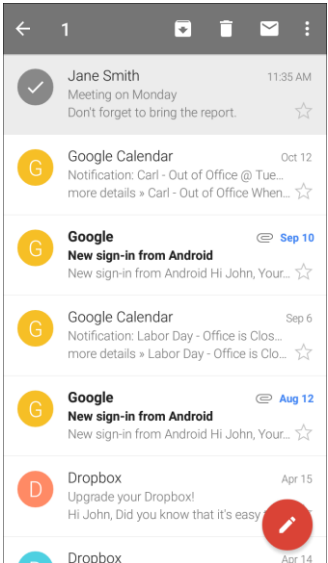 1
Jane Smith 11:35 AM
Meeting on Monday
Don't forget to bring the report.
G
Google Calendar Oct 12
Notification: Carl - Out of Office @ Tue...
more details » Carl - Out of Office When...
G
Google Sep 10
New sign-in from Android
New sign-in from Android Hi John, Your...
G
Google Calendar Sep 6
Notification: Labor Day - Office is Clos...
more details » Labor Day - Office is Clo...
G
Google Aug 12
New sign-in from Android
New sign-in from Android Hi John, Your...
D
Dropbox Apr 15
Upgrade your Dropbox!
Hi John, Did you know that it's easy
D
Dropbox Apr 14